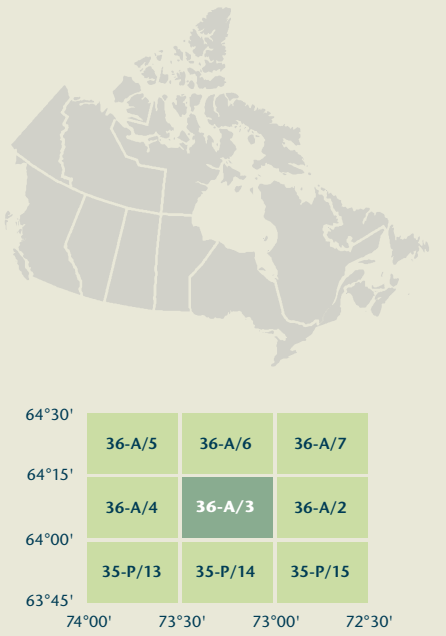 64°30'
36-A/5 36-A/6 36-A/7
64°15'
36-A/4 36-A/3 36-A/2
64°00'
35-P/13 35-P/14 35-P/15
63°45'
74°00' 73°30' 73°00' 72°30'